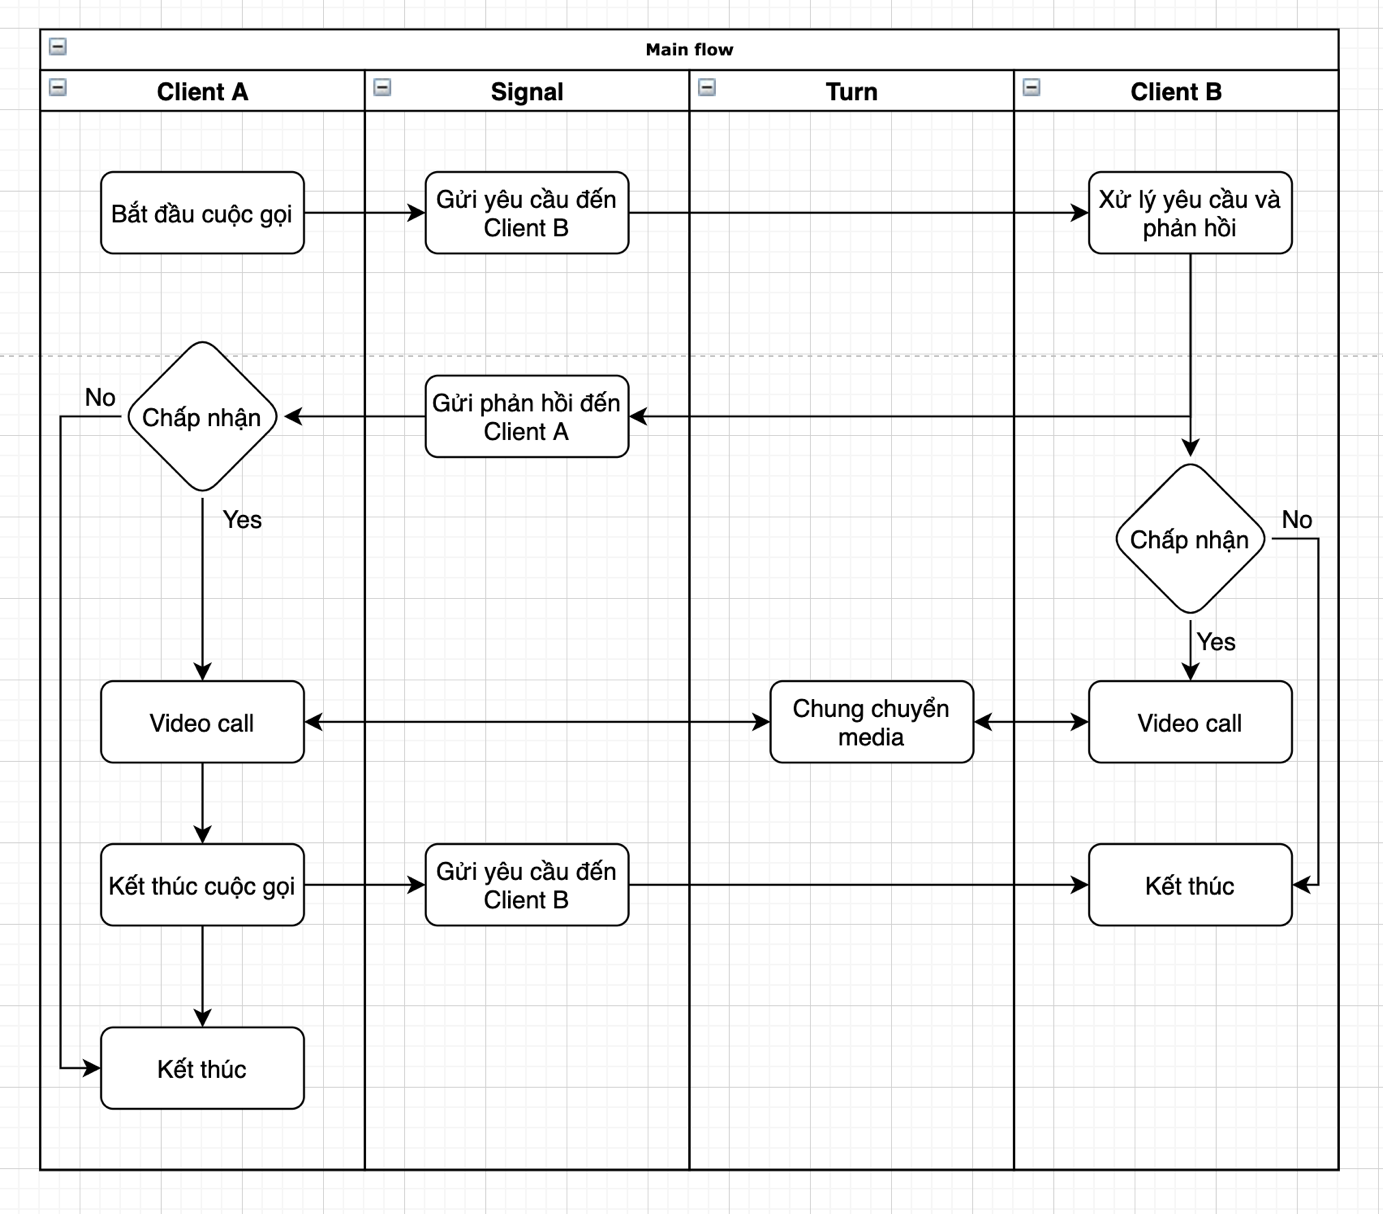 Main flow
Client A
Signal
Turn
Client B
Bắt đầu cuộc gọi
Gửi yêu cầu đến
Client B
Xử lý yêu cầu và
phản hồi
No
Chấp nhận
Gửi phản hồi đến
Client A
Yes
Chấp nhận
No
Yes
Video call
Chung chuyển
media
Video call
Kết thúc cuộc gọi
Gửi yêu cầu đến
Client B
Kết thúc
Kết thúc